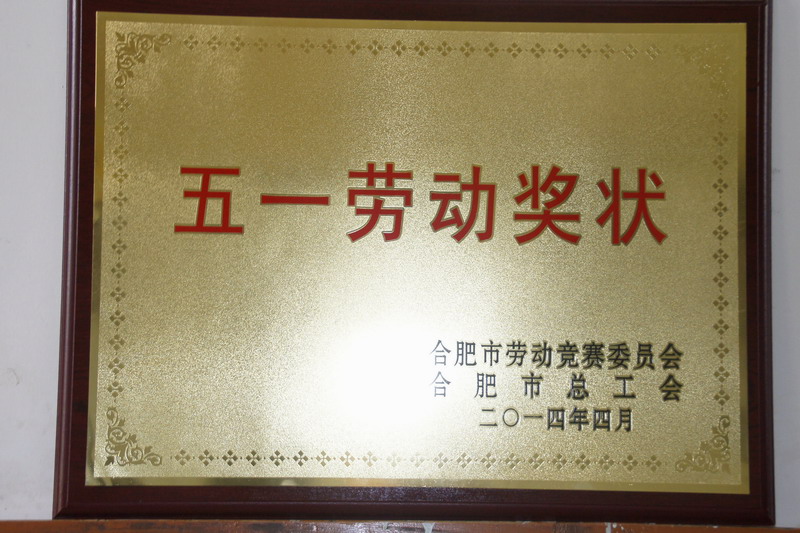 五一劳动奖状
合肥市劳动竞赛委员会
合肥市总工会
二〇一四年四月